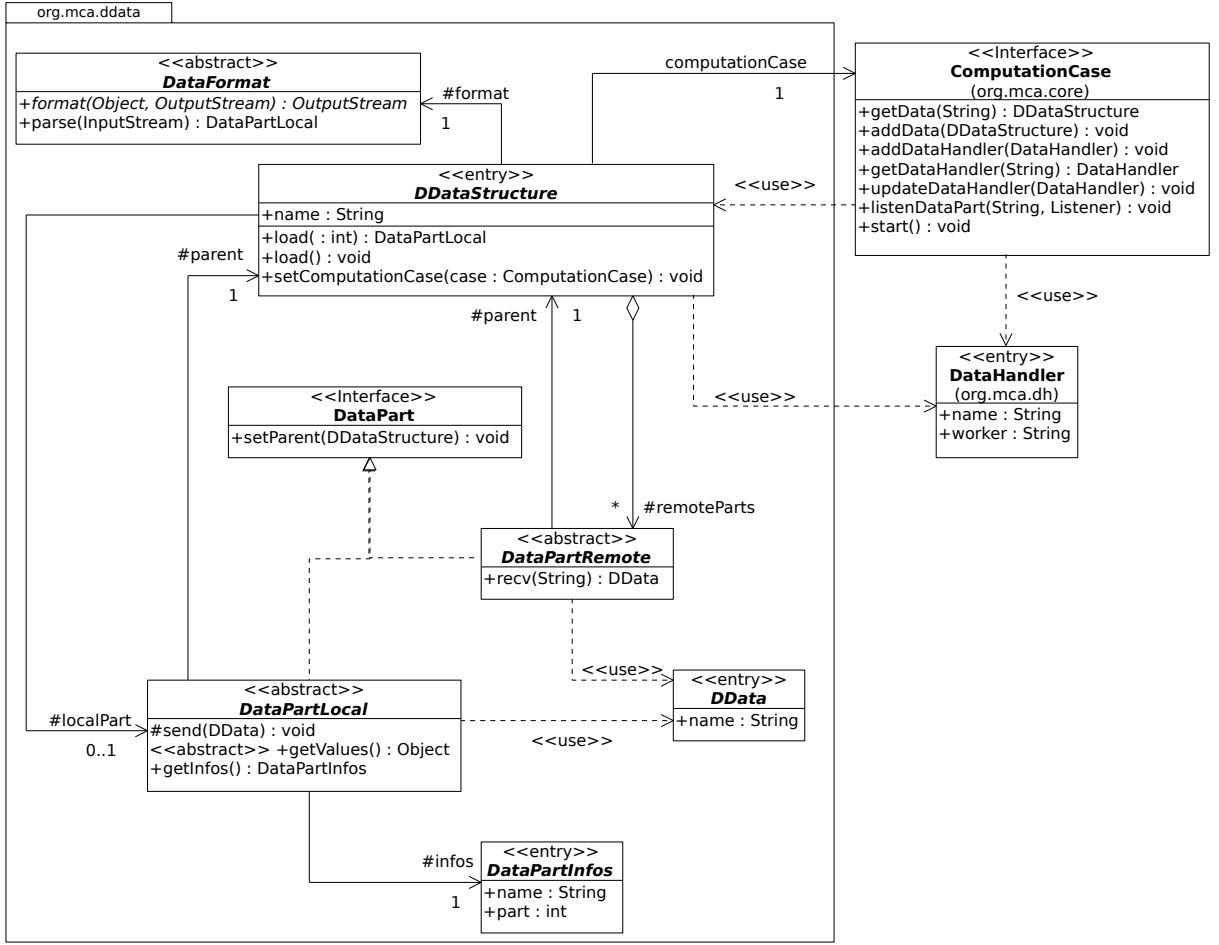 org.mca.ddata
<<abstract>>
DataFormat
+format(Object, OutputStream) : OutputStream
+parse(InputStream) : DataPartLocal
#format
1
computationCase
1
<<Interface>>
ComputationCase
(org.mca.core)
+getData(String) : DDataStructure
+addData(DDataStructure) : void
+addDataHandler(DataHandler) : void
+getDataHandler(String) : DataHandler
+updateDataHandler(DataHandler) : void
+listenDataPart(String, Listener) : void
+start() : void
<<entry>>
DDataStructure
+name : String
+load( : int) : DataPartLocal
+load() : void
+setComputationCase(case : ComputationCase) : void
<<use>>
#parent
1
#parent
1
<<use>>
<<entry>>
DataHandler
(org.mca.dh)
+name : String
+worker : String
<<use>>
<<Interface>>
DataPart
+setParent(DDataStructure) : void
*
#remoteParts
<<abstract>>
DataPartRemote
+recv(String) : DData
<<use>>
<<entry>>
DData
+name : String
<<abstract>>
DataPartLocal
#send(DData) : void
<<abstract>> +getValues() : Object
+getInfos() : DataPartInfos
#localPart
0..1
<<use>>
#infos
1
<<entry>>
DataPartInfos
+name : String
+part : int